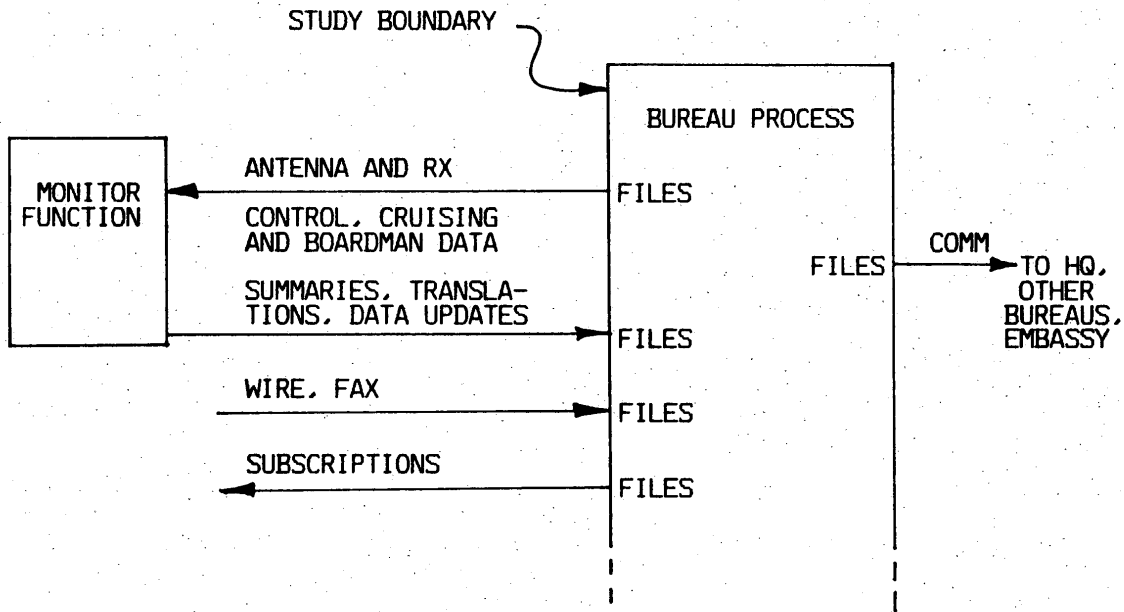 STUDY BOUNDARY
BUREAU PROCESS
MONITOR
FUNCTION
ANTENNA AND RX
CONTROL, CRUISING
AND BOARDMAN DATA
SUMMARIES, TRANSLA-
TIONS, DATA UPDATES
WIRE, FAX
SUBSCRIPTIONS
FILES
FILES
FILES
FILES
FILES
COMM
TO HQ,
OTHER
BUREAUS,
EMBASSY